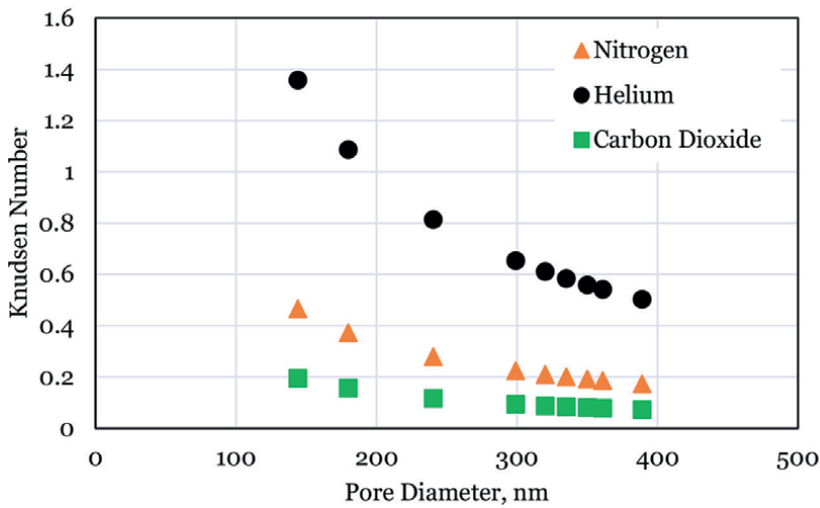 1.6
1.4
1.2
1
0.8
0.6
0.4
0.2
0
Knudsen Number
Nitrogen
Helium
Carbon Dioxide
0 100 200 300 400 500
Pore Diameter, nm